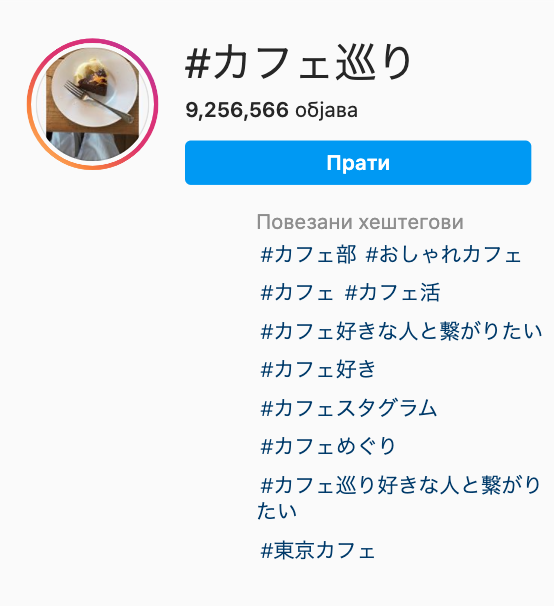 #カフェ巡り
9,256,566 објава
Прати
Повезани хештегови
#カフェ部 #おしゃれカフェ
#カフェ #カフェ活
#カフェ好きな人と繋がりたい
#カフェ好き
#カフェスタグラム
#カフェめぐり
#カフェ巡り好きな人と繋がり
たい
#東京カフェ